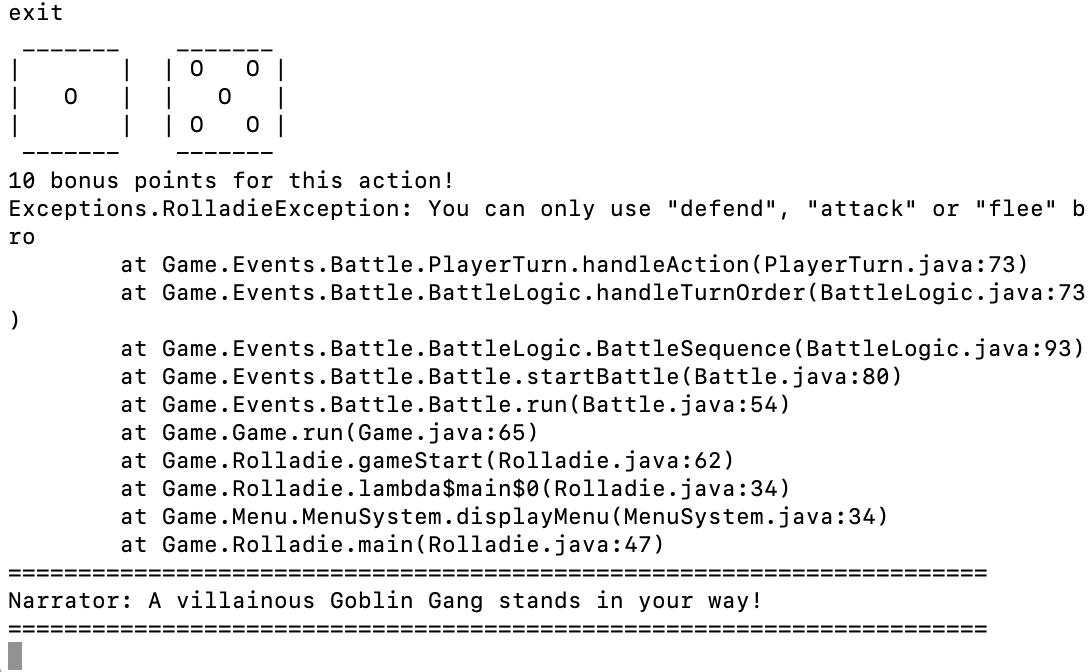 exit
 _______    _______
|       |  | O   O |
|   O   |  |   O   |
|       |  | O   O |
 _______    _______
10 bonus points for this action!
Exceptions.RolladieException: You can only use "defend", "attack" or "flee" b
ro
        at Game.Events.Battle.PlayerTurn.handleAction(PlayerTurn.java:73)
        at Game.Events.Battle.BattleLogic.handleTurnOrder(BattleLogic.java:73
)
        at Game.Events.Battle.BattleLogic.BattleSequence(BattleLogic.java:93)
        at Game.Events.Battle.Battle.startBattle(Battle.java:80)
        at Game.Events.Battle.Battle.run(Battle.java:54)
        at Game.Game.run(Game.java:65)
        at Game.Rolladie.gameStart(Rolladie.java:62)
        at Game.Rolladie.lambda$main$0(Rolladie.java:34)
        at Game.Menu.MenuSystem.displayMenu(MenuSystem.java:34)
        at Game.Rolladie.main(Rolladie.java:47)
======================================================================
Narrator: A villainous Goblin Gang stands in your way!
======================================================================